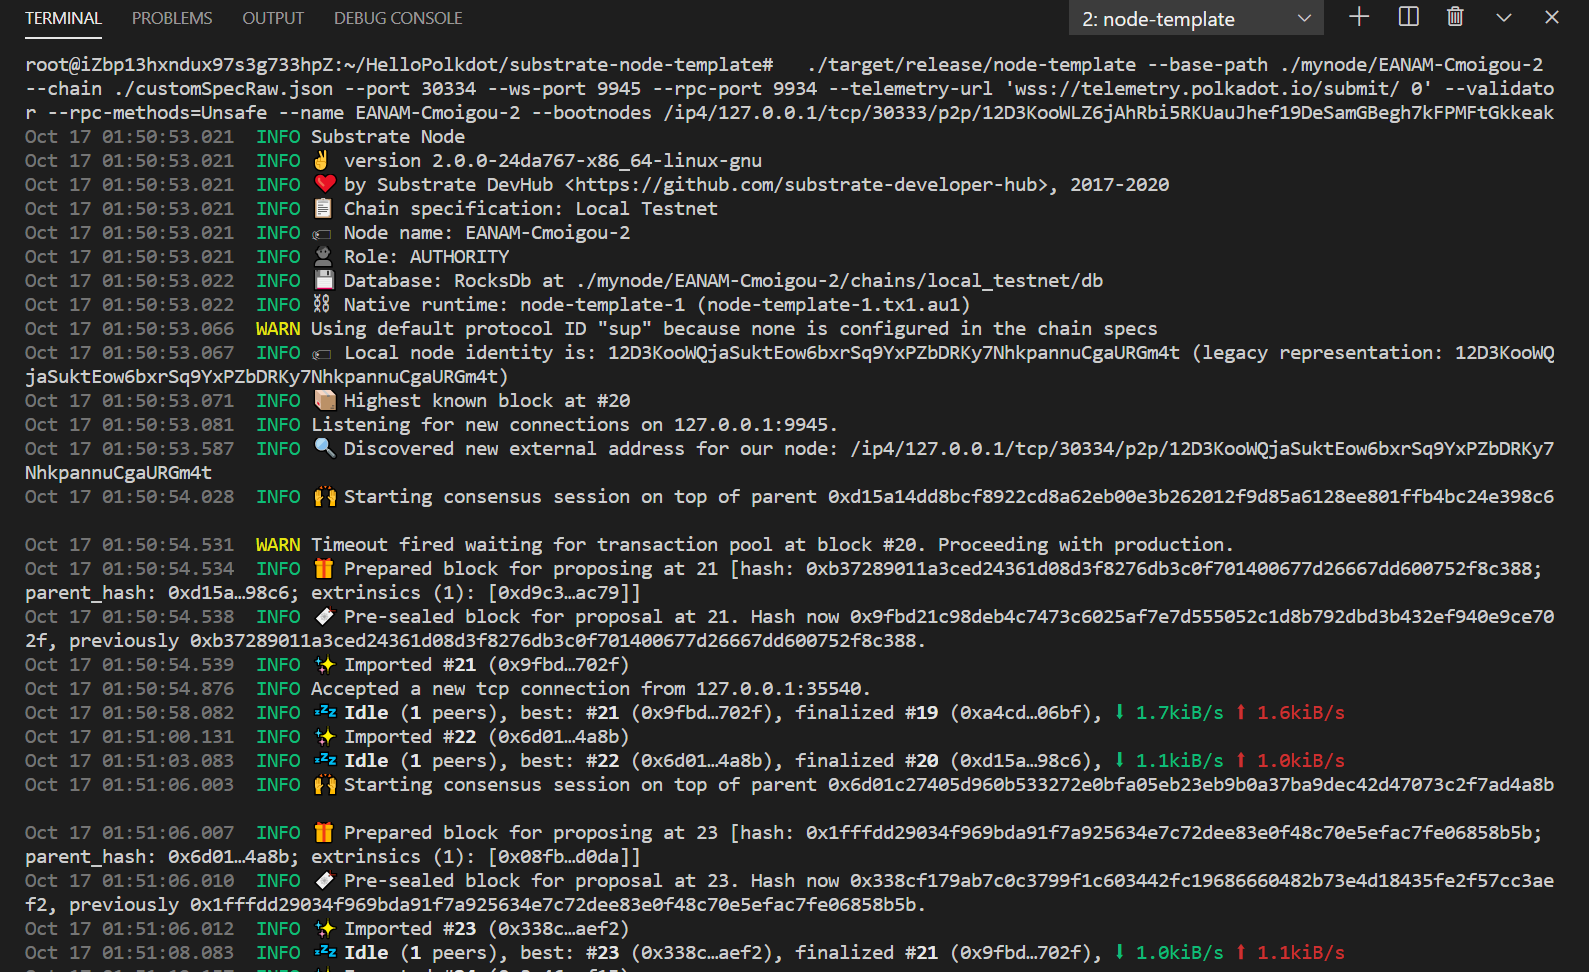 TERMINAL PROBLEMS OUTPUT DEBUG CONSOLE 2: node-template
root@iZbp13hxndux97s3g733hpZ:~/HelloPolkdot/substrate-node-template# ./target/release/node-template --base-path ./mynode/EANAM-Cmoigou-2
--chain ./customSpecRaw.json --port 30334 --ws-port 9945 --rpc-port 9934 --telemetry-url 'wss://telemetry.polkadot.io/submit/ 0' --validato
r --rpc-methods=Unsafe --name EANAM-Cmoigou-2 --bootnodes /ip4/127.0.0.1/tcp/30333/p2p/12D3KooWLZ6jAhRbi5RKUauJhef19DeSamGBegh7kFPMFtGkkeak
Oct 17 01:50:53.021 INFO Substrate Node
Oct 17 01:50:53.021 INFO ✌️ version 2.0.0-24da767-x86_64-linux-gnu
Oct 17 01:50:53.021 INFO ❤️ by Substrate DevHub <https://github.com/substrate-developer-hub>, 2017-2020
Oct 17 01:50:53.021 INFO 📋 Chain specification: Local Testnet
Oct 17 01:50:53.021 INFO 🏷 Node name: EANAM-Cmoigou-2
Oct 17 01:50:53.021 INFO 👤 Role: AUTHORITY
Oct 17 01:50:53.022 INFO 💾 Database: RocksDb at ./mynode/EANAM-Cmoigou-2/chains/local_testnet/db
Oct 17 01:50:53.022 INFO ⛓ Native runtime: node-template-1 (node-template-1.tx1.au1)
Oct 17 01:50:53.066 WARN Using default protocol ID "sup" because none is configured in the chain specs
Oct 17 01:50:53.067 INFO 🏷 Local node identity is: 12D3KooWQjaSuktEow6bxrSq9YxPZbDRKy7NhkpannuCgaURGm4t (legacy representation: 12D3KooWQ
jaSuktEow6bxrSq9YxPZbDRKy7NhkpannuCgaURGm4t)
Oct 17 01:50:53.071 INFO 📦 Highest known block at #20
Oct 17 01:50:53.081 INFO Listening for new connections on 127.0.0.1:9945.
Oct 17 01:50:53.587 INFO 🔍 Discovered new external address for our node: /ip4/127.0.0.1/tcp/30334/p2p/12D3KooWQjaSuktEow6bxrSq9YxPZbDRKy7
NhkpannuCgaURGm4t
Oct 17 01:50:54.028 INFO 🙌 Starting consensus session on top of parent 0xd15a14dd8bcf8922cd8a62eb00e3b262012f9d85a6128ee801ffb4bc24e398c6
Oct 17 01:50:54.531 WARN Timeout fired waiting for transaction pool at block #20. Proceeding with production.
Oct 17 01:50:54.534 INFO 🎁 Prepared block for proposing at 21 [hash: 0xb37289011a3ced24361d08d3f8276db3c0f701400677d26667dd600752f8c388;
parent_hash: 0xd15a…98c6; extrinsics (1): [0xd9c3…ac79]]
Oct 17 01:50:54.538 INFO 🔖 Pre-sealed block for proposal at 21. Hash now 0x9fbd21c98deb4c7473c6025af7e7d555052c1d8b792dbd3b432ef940e9ce70
2f, previously 0xb37289011a3ced24361d08d3f8276db3c0f701400677d26667dd600752f8c388.
Oct 17 01:50:54.539 INFO ✨ Imported #21 (0x9fbd…702f)
Oct 17 01:50:54.876 INFO Accepted a new tcp connection from 127.0.0.1:35540.
Oct 17 01:50:58.082 INFO 💤 Idle (1 peers), best: #21 (0x9fbd…702f), finalized #19 (0xa4cd…06bf), ⬇ 1.7kiB/s ⬆ 1.6kiB/s
Oct 17 01:51:00.131 INFO ✨ Imported #22 (0x6d01…4a8b)
Oct 17 01:51:03.083 INFO 💤 Idle (1 peers), best: #22 (0x6d01…4a8b), finalized #20 (0xd15a…98c6), ⬇ 1.1kiB/s ⬆ 1.0kiB/s
Oct 17 01:51:06.003 INFO 🙌 Starting consensus session on top of parent 0x6d01c27405d960b533272e0bfa05eb23eb9b0a37ba9dec42d47073c2f7ad4a8b
Oct 17 01:51:06.007 INFO 🎁 Prepared block for proposing at 23 [hash: 0x1fffdd29034f969bda91f7a925634e7c72dee83e0f48c70e5efac7fe06858b5b;
parent_hash: 0x6d01…4a8b; extrinsics (1): [0x08fb…d0da]]
Oct 17 01:51:06.010 INFO 🔖 Pre-sealed block for proposal at 23. Hash now 0x338cf179ab7c0c3799f1c603442fc19686660482b73e4d18435fe2f57cc3ae
f2, previously 0x1fffdd29034f969bda91f7a925634e7c72dee83e0f48c70e5efac7fe06858b5b.
Oct 17 01:51:06.012 INFO ✨ Imported #23 (0x338c…aef2)
Oct 17 01:51:08.083 INFO 💤 Idle (1 peers), best: #23 (0x338c…aef2), finalized #21 (0x9fbd…702f), ⬇ 1.0kiB/s ⬆ 1.1kiB/s